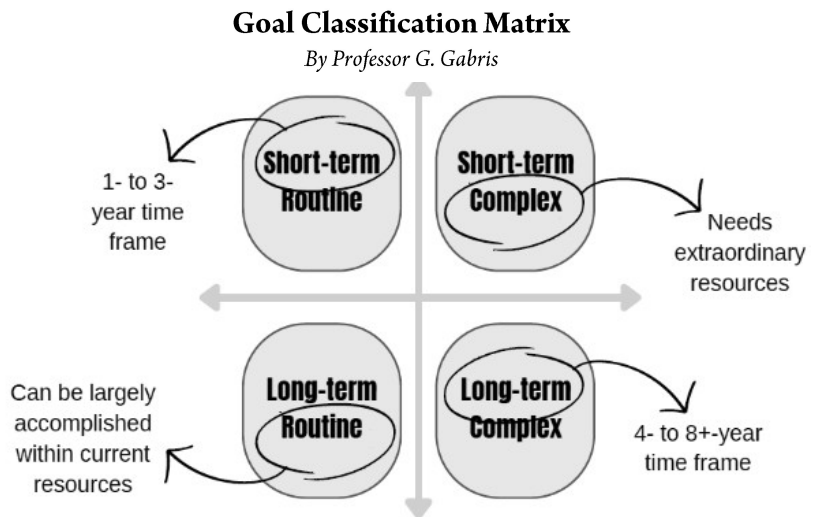 Goal Classification Matrix
By Professor G. Gabris
Short-term
Routine
1- to 3-
year time
frame
Short-term
Complex
Needs
extraordinary
resources
Long-term
Routine
Can be largely
accomplished
within current
resources
Long-term
Complex
4- to 8+-year
time frame